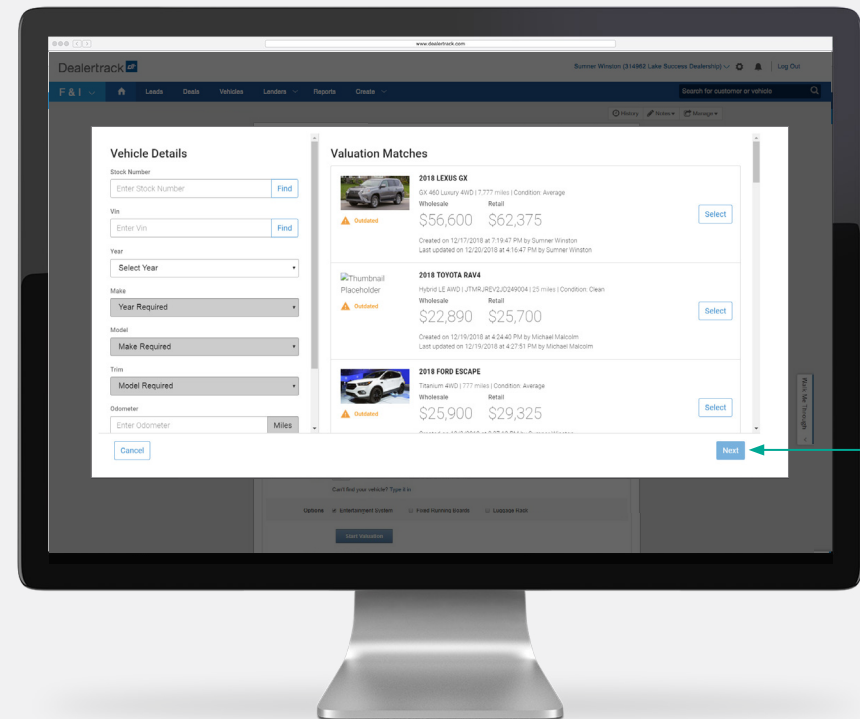 www.dealertrack.com
Dealertrack
Sumner Winston (314962 Lake Success Dealership)
Log Out
F & I
Leads
Deals
Vehicles
Lenders
Reports
Create
Search for customer or vehicle
History
Notes
Manage
Vehicle Details
Stock Number
Enter Stock Number
Find
Vin
Enter Vin
Find
Year
Select Year
Make
Year Required
Model
Make Required
Trim
Model Required
Odometer
Enter Odometer
Miles
Valuation Matches
2018 LEXUS GX
GX 460 Luxury 4WD | 7,777 miles | Condition: Average
Wholesale Retail
Outdated
$56,600 $62,375
Select
Created on 12/17/2018 at 7:19:47 PM by Sumner Winston
Last updated on 12/20/2018 at 4:16:47 PM by Sumner Winston
Thumbnail
Placeholder
2018 TOYOTA RAV4
Hybrid LE AWD | JTMRJREV2JD249004 | 25 miles | Condition: Clean
Wholesale Retail
Outdated
$22,890 $25,700
Select
Created on 12/19/2018 at 4:24:40 PM by Michael Malcolm
Last updated on 12/19/2018 at 4:27:51 PM by Michael Malcolm
2018 FORD ESCAPE
Titanium 4WD | 777 miles | Condition: Average
Wholesale Retail
Outdated
$25,900 $29,325
Select
Cancel
Next
Walk Me Through
Can't find your vehicle? Type it in
Options
Entertainment Screen
Fixed Running Boards
Luggage Rack
Start Valuation